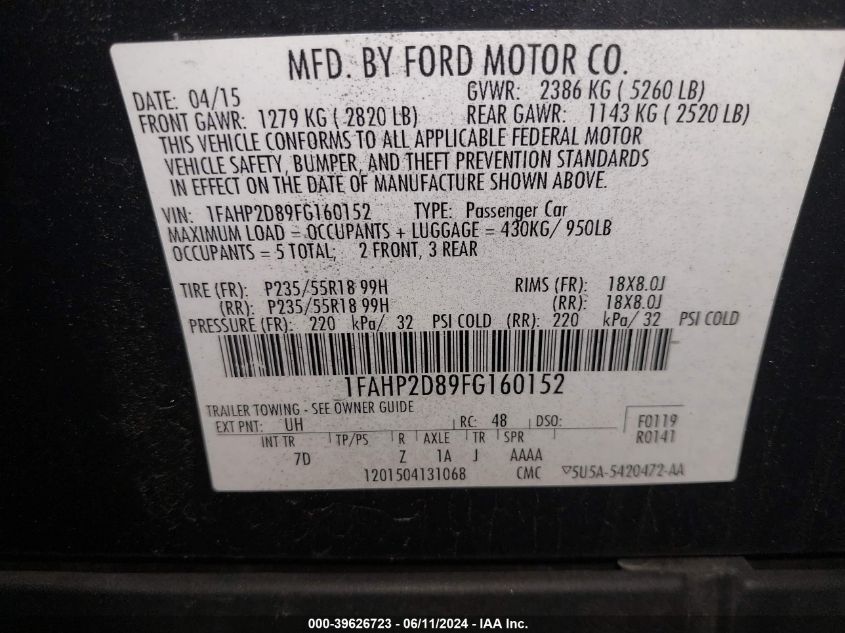 MFD. BY FORD MOTOR CO.
DATE: 04/15 GVWR: 2386 KG ( 5260 LB)
FRONT GAWR: 1279 KG ( 2820 LB) REAR GAWR: 1143 KG ( 2520 LB)
THIS VEHICLE CONFORMS TO ALL APPLICABLE FEDERAL MOTOR
VEHICLE SAFETY, BUMPER, AND THEFT PREVENTION STANDARDS
IN EFFECT ON THE DATE OF MANUFACTURE SHOWN ABOVE.
VIN: 1FAHP2D89FG160152 TYPE: Passenger Car
MAXIMUM LOAD = OCCUPANTS + LUGGAGE = 430KG/ 950LB
OCCUPANTS = 5 TOTAL; 2 FRONT, 3 REAR
TIRE (FR): P235/55R18 99H RIMS (FR): 18X8.0J
(RR): P235/55R18 99H (RR): 18X8.0J
PRESSURE (FR): 220 kPa/ 32 PSI COLD (RR): 220 kPa/ 32 PSI COLD
1FAHP2D89FG160152
TRAILER TOWING - SEE OWNER GUIDE
EXT PNT: UH RC: 48 DSO: F0119
INT TR TP/PS R AXLE TR SPR R0141
7D Z 1A J AAAA
1201504131068 CMC 5U5A-5420472-AA
000-39626723 - 06/11/2024 - IAA Inc.